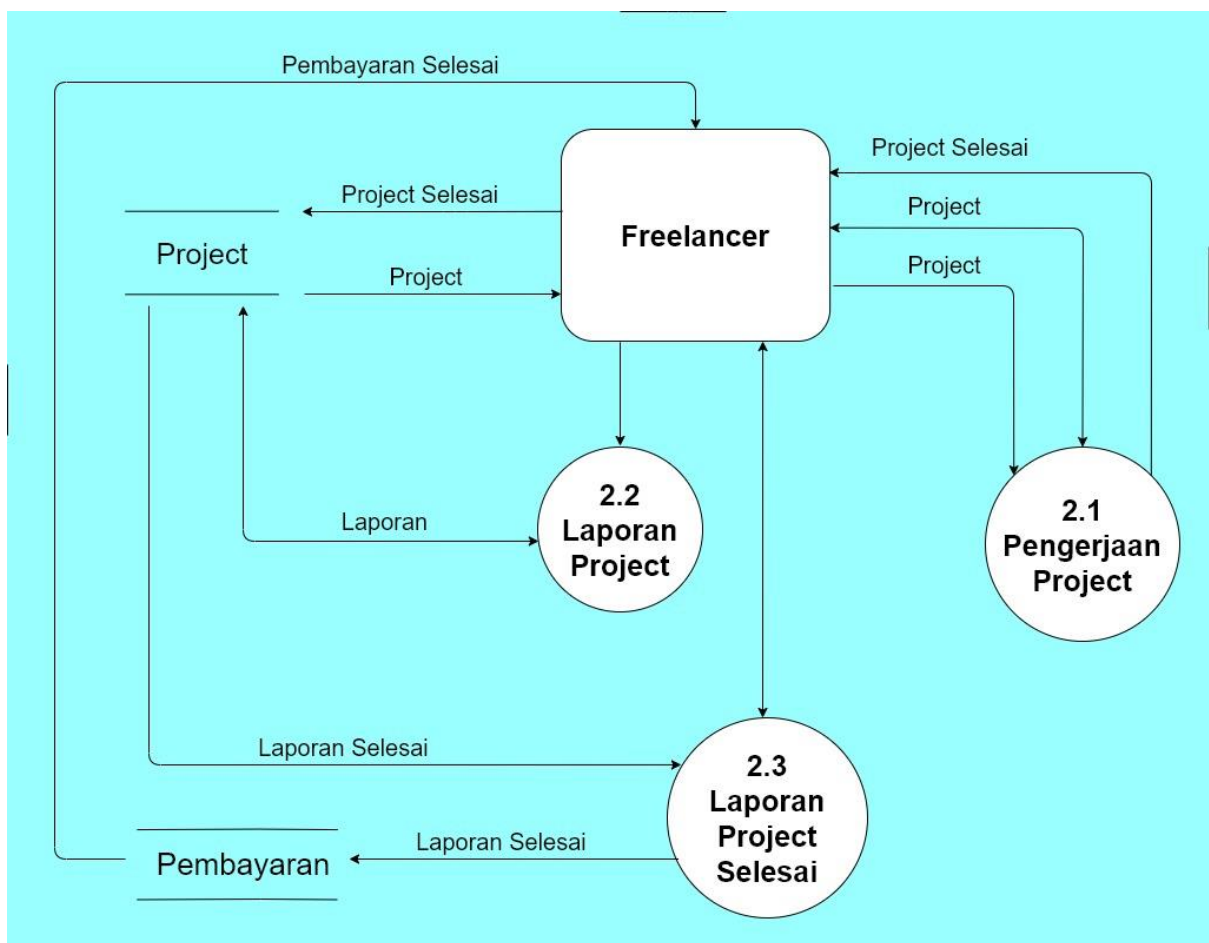 Pembayaran Selesai
Project Selesai
Project Selesai
Project
Freelancer
Project
Project
Project
2.2
Laporan
Project
2.1
Pengerjaan
Project
Laporan
Laporan Selesai
2.3
Laporan
Project
Selesai
Laporan Selesai
Pembayaran